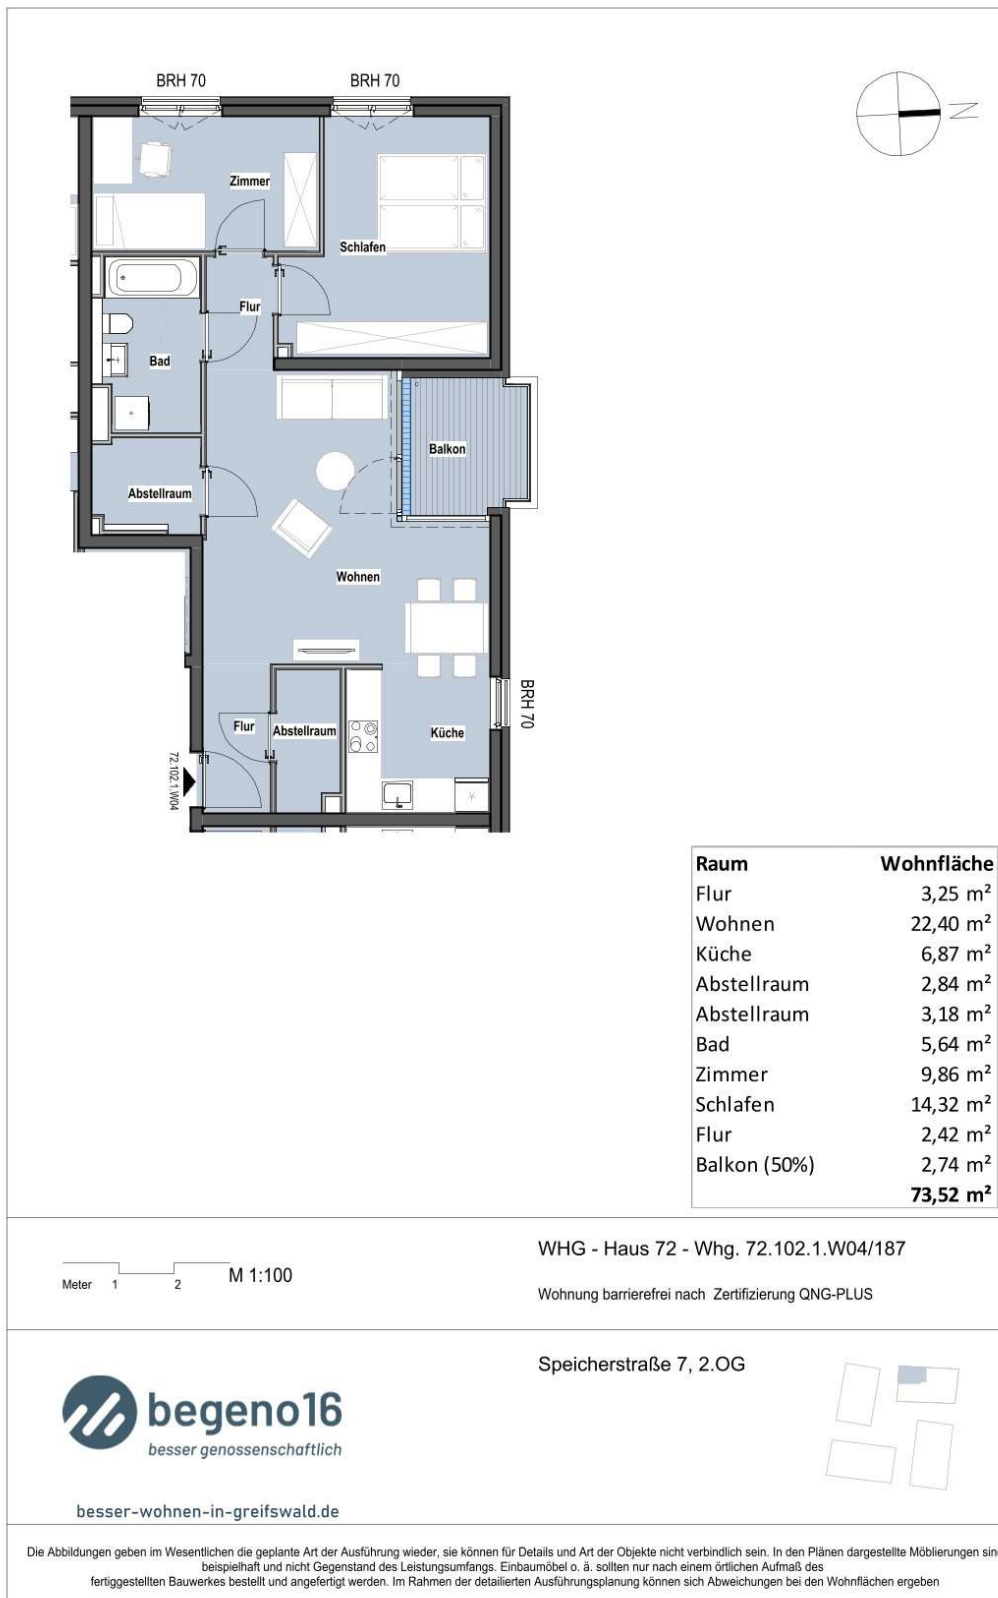 BRH 70
BRH 70
N
Zimmer
Schlafen
Flur
Bad
Balkon
Abstellraum
Wohnen
BRH 70
Flur
Abstellraum
Küche
72.102.1.W04
Raum Wohnfläche
Flur 3,25 m²
Wohnen 22,40 m²
Küche 6,87 m²
Abstellraum 2,84 m²
Abstellraum 3,18 m²
Bad 5,64 m²
Zimmer 9,86 m²
Schlafen 14,32 m²
Flur 2,42 m²
Balkon (50%) 2,74 m²
73,52 m²
Meter 1 2 M 1:100
WHG - Haus 72 - Whg. 72.102.1.W04/187
Wohnung barrierefrei nach Zertifizierung QNG-PLUS
Speicherstraße 7, 2.OG
begeno16
besser genossenschaftlich
besser-wohnen-in-greifswald.de
Die Abbildungen geben im Wesentlichen die geplante Art der Ausführung wieder, sie können für Details und Art der Objekte nicht verbindlich sein. In den Plänen dargestellte Möblierungen sin
beispielhaft und nicht Gegenstand des Leistungsumfangs. Einbaumöbel o. ä. sollten nur nach einem örtlichen Aufmaß des
fertiggestellten Bauwerkes bestellt und angefertigt werden. Im Rahmen der detailierten Ausführungsplanung können sich Abweichungen bei den Wohnflächen ergeben